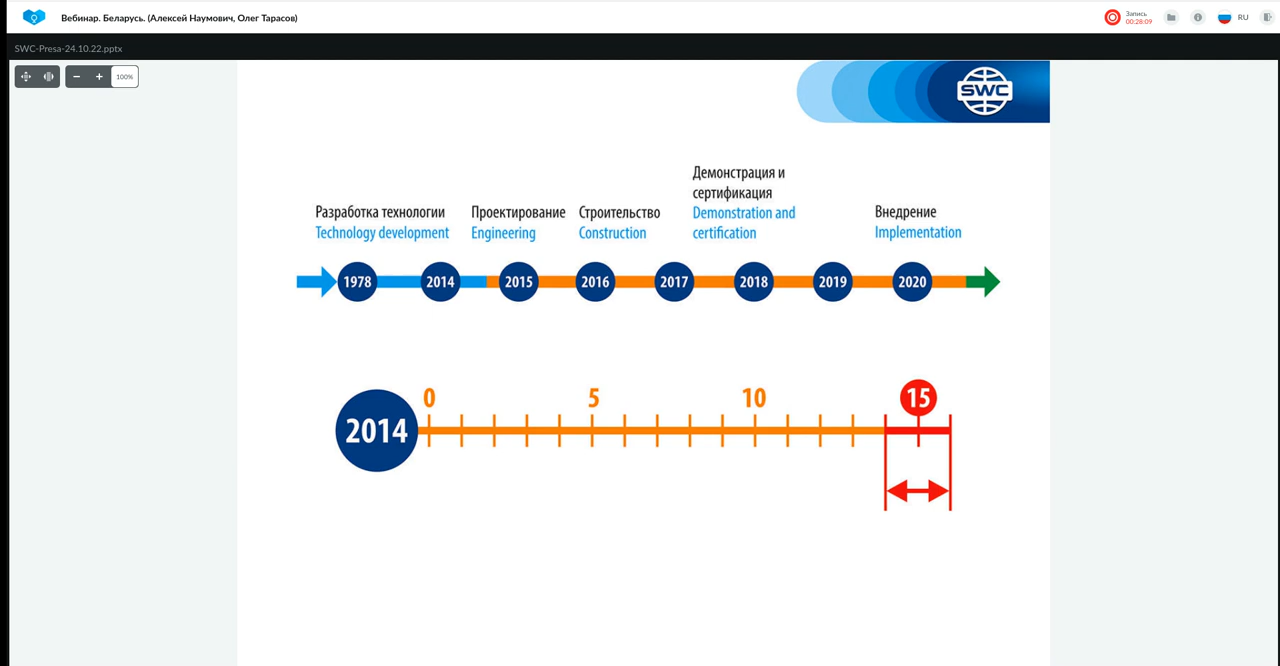 Вебинар. Беларусь. (Алексей Наумович, Олег Тарасов)
Запись
00:28:09
RU
SWC-Presa-24.10.22.pptx
100%
SWC
Разработка технологии
Technology development
Проектирование
Engineering
Строительство
Construction
Демонстрация и
сертификация
Demonstration and
certification
Внедрение
Implementation
1978
2014
2015
2016
2017
2018
2019
2020
0
5
10
15
2014